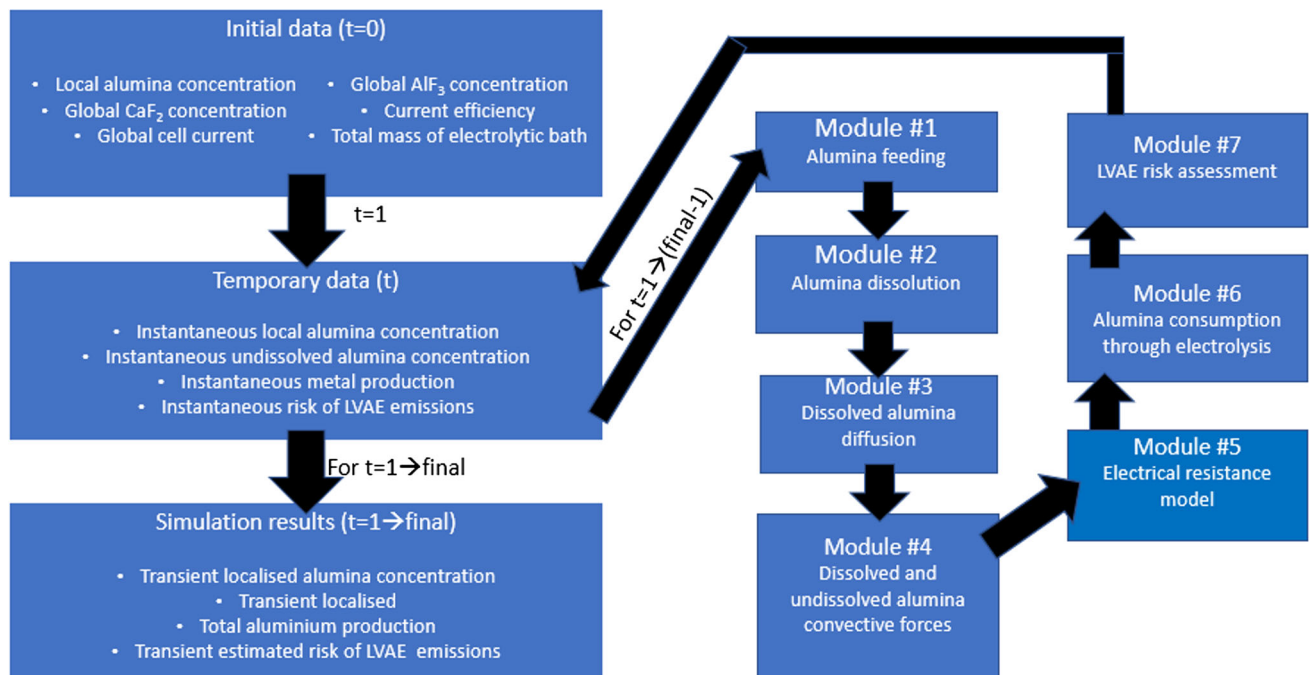 Initial data (t=0)
• Local alumina concentration
• Global AlF₃ concentration
• Global CaF₂ concentration
• Current efficiency
• Global cell current
• Total mass of electrolytic bath
t=1
Temporary data (t)
• Instantaneous local alumina concentration
• Instantaneous undissolved alumina concentration
• Instantaneous metal production
• Instantaneous risk of LVAE emissions
For t=1→final
Simulation results (t=1→final)
• Transient localised alumina concentration
• Transient localised
• Total aluminium production
• Transient estimated risk of LVAE emissions
For t=1→(final-1)
Module #1
Alumina feeding
Module #2
Alumina dissolution
Module #3
Dissolved alumina
diffusion
Module #4
Dissolved and
undissolved alumina
convective forces
Module #5
Electrical resistance
model
Module #6
Alumina consumption
through electrolysis
Module #7
LVAE risk assessment